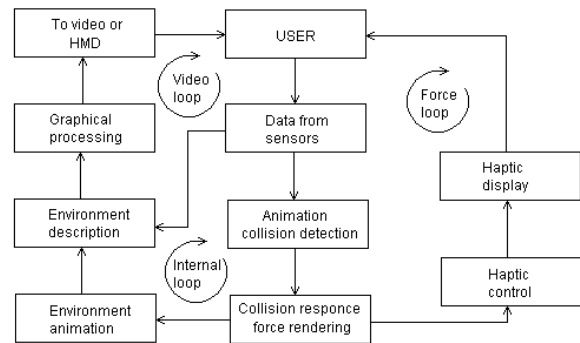 To video or
HMD
USER
Video
loop
Force
loop
Graphical
processing
Data from
sensors
Haptic
display
Environment
description
Animation
collision detection
Internal
loop
Haptic
control
Environment
animation
Collision responce
force rendering